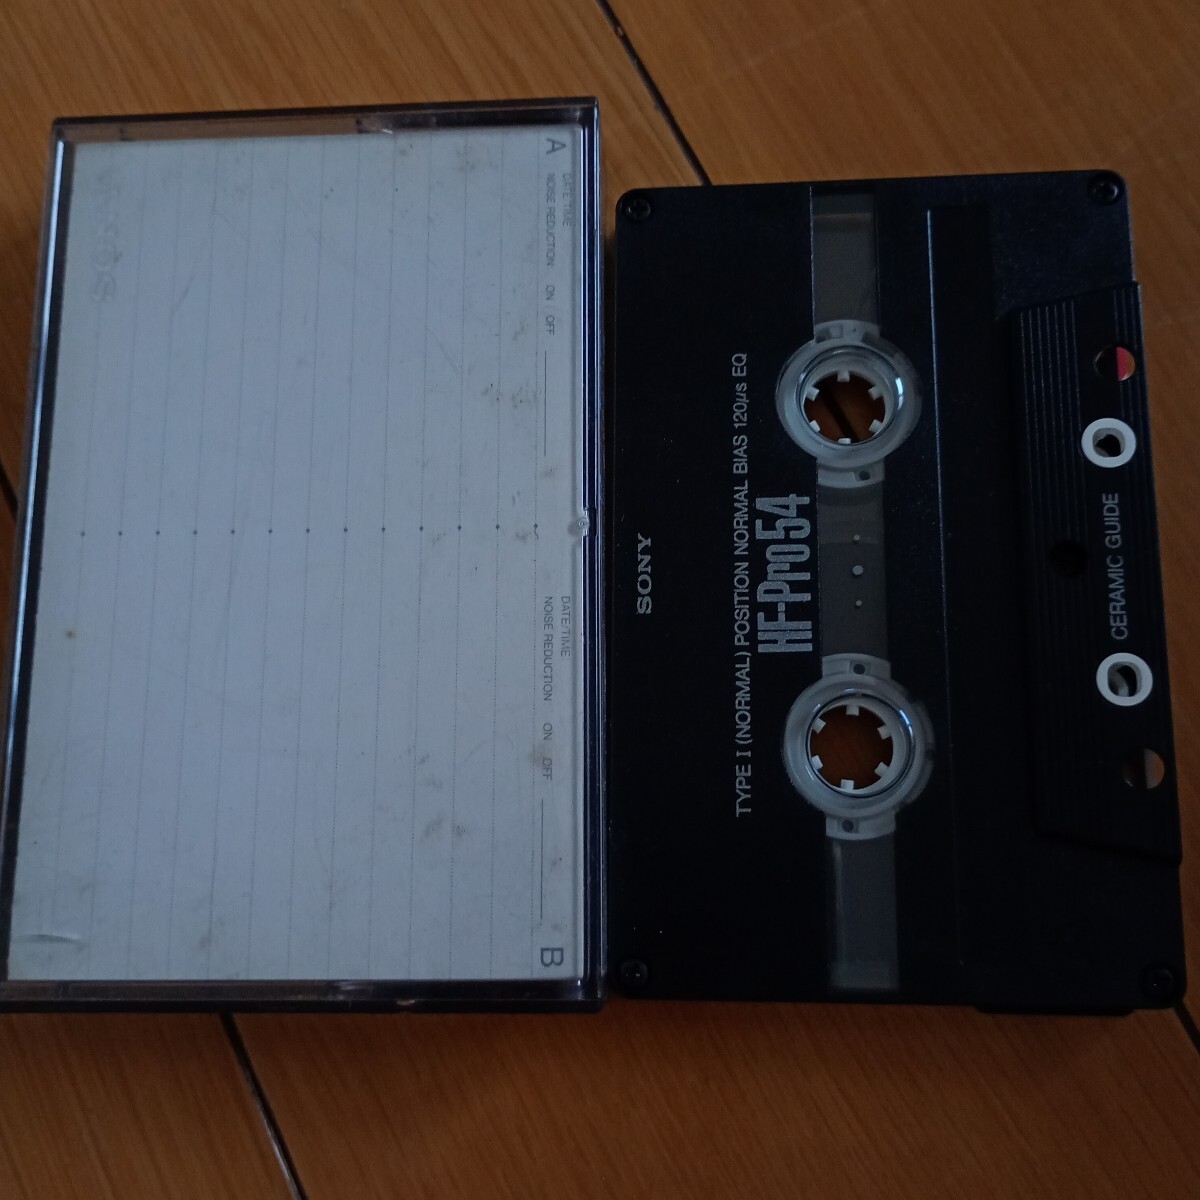 A
DATE/TIME
NOISE REDUCTION ON / OFF
B
DATE/TIME
NOISE REDUCTION ON OFF
SONY
TYPE I (NORMAL) POSITION NORMAL BIAS 120µs EQ
HF-Pro54
CERAMIC GUIDE